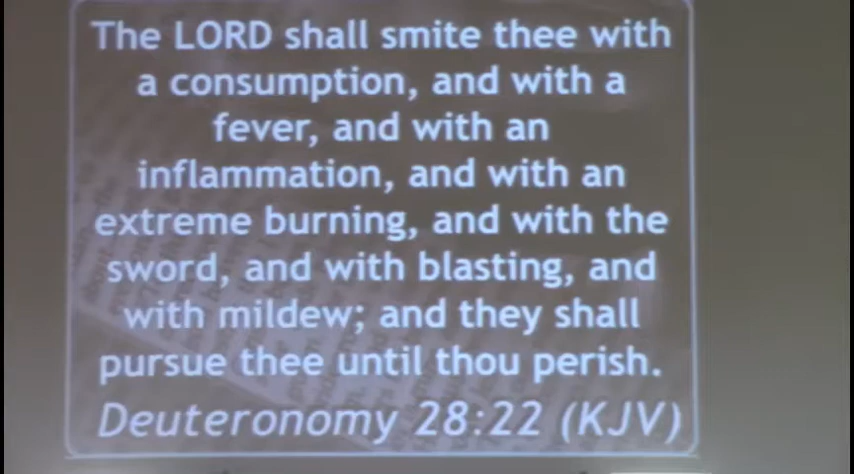 The LORD shall smite thee with
a consumption, and with a
fever, and with an
inflammation, and with an
extreme burning, and with the
sword, and with blasting, and
with mildew; and they shall
pursue thee until thou perish.
Deuteronomy 28:22 (KJV)